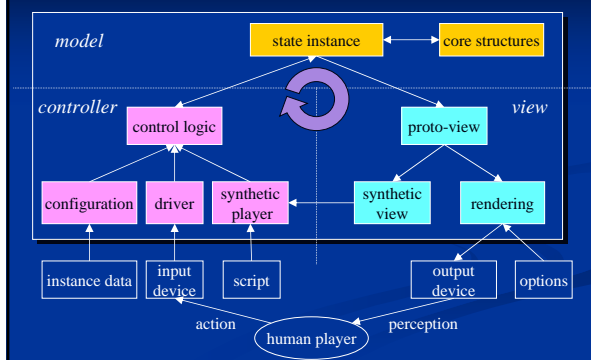 model
state instance
core structures
controller
view
control logic
proto-view
configuration
driver
synthetic
player
synthetic
view
rendering
instance data
input
device
script
output
device
options
action
perception
human player